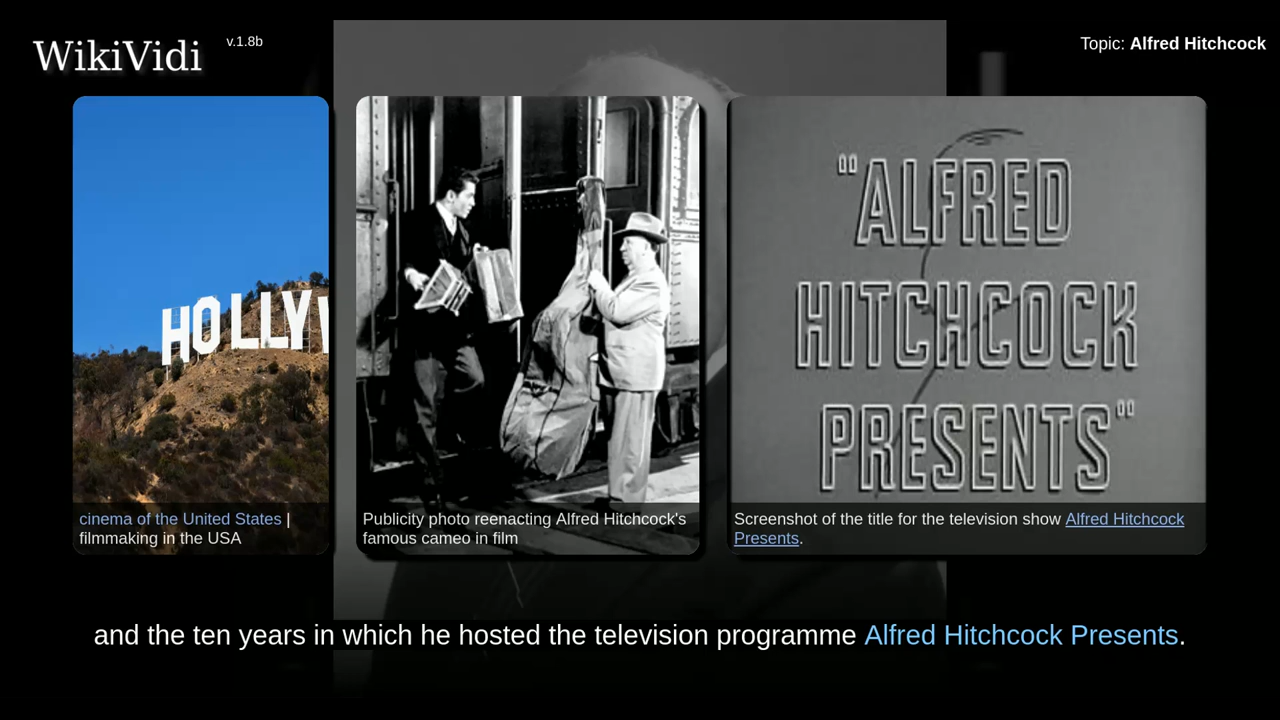 WikiVidi
v.1.8b
Topic: Alfred Hitchcock
HOLLYW
"ALFRED
HITCHCOCK
PRESENTS"
cinema of the United States |
filmmaking in the USA
Publicity photo reenacting Alfred Hitchcock's
famous cameo in film
Screenshot of the title for the television show Alfred Hitchcock
Presents.
and the ten years in which he hosted the television programme Alfred Hitchcock Presents.